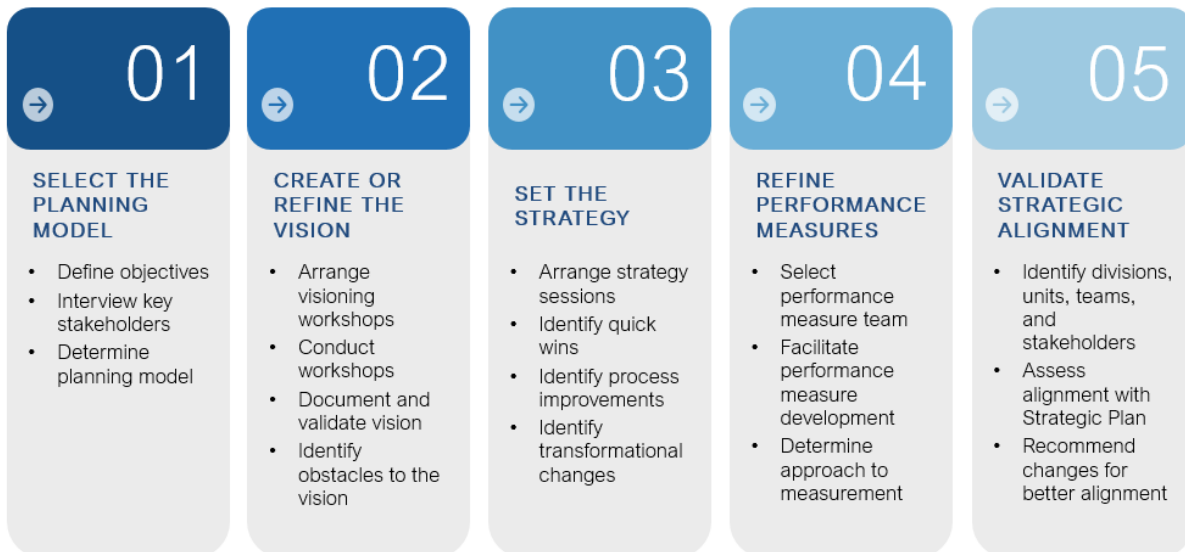 01
SELECT THE
PLANNING
MODEL
• Define objectives
• Interview key
stakeholders
• Determine
planning model
02
CREATE OR
REFINE THE
VISION
• Arrange
visioning
workshops
• Conduct
workshops
• Document and
validate vision
• Identify
obstacles to the
vision
03
SET THE
STRATEGY
• Arrange strategy
sessions
• Identify quick
wins
• Identify process
improvements
• Identify
transformational
changes
04
REFINE
PERFORMANCE
MEASURES
• Select
performance
measure team
• Facilitate
performance
measure
development
• Determine
approach to
measurement
05
VALIDATE
STRATEGIC
ALIGNMENT
• Identify divisions,
units, teams,
and
stakeholders
• Assess
alignment with
Strategic Plan
• Recommend
changes for
better alignment